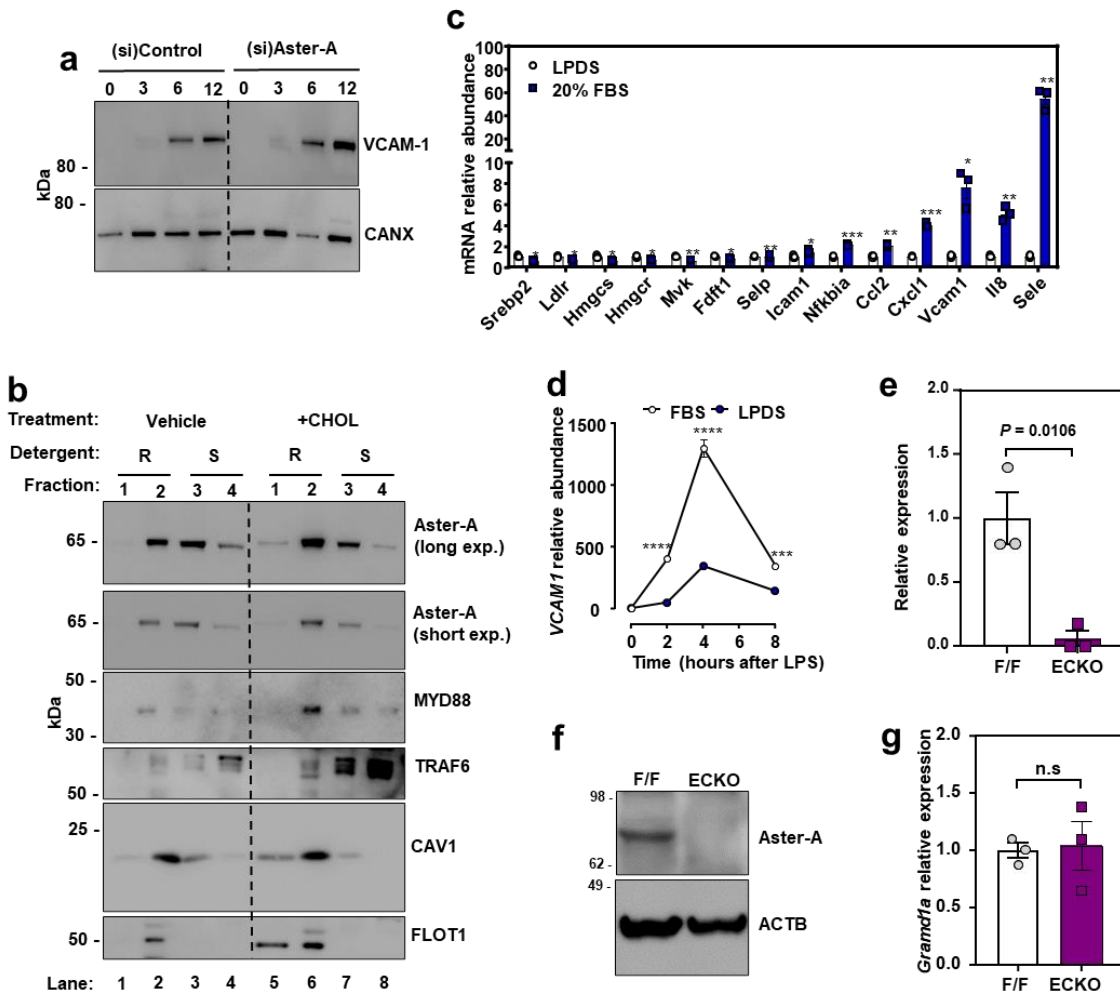 a
(si)Control (si)Aster-A
0 3 6 12 0 3 6 12
VCAM-1
80 -
kDa
80 -
CANX
b
Treatment: Vehicle +CHOL
Detergent: R S R S
Fraction: 1 2 3 4 1 2 3 4
65 -
Aster-A
(long exp.)
65 -
Aster-A
(short exp.)
50 -
MYD88
kDa
30 -
TRAF6
50 -
25 -
CAV1
50 -
FLOT1
Lane: 1 2 3 4 5 6 7 8
c
mRNA relative abundance
100
80
60
40
20
10
8
6
4
2
0
LPDS
20% FBS
* * * * ** * ** * *** ** *** * ** **
Srebp2 Ldlr Hmgcs Hmgcr Mvk Fdft1 Selp Icam1 Nfkbia Ccl2 Cxcl1 Vcam1 Il8 Sele
d
FBS LPDS
VCAM1 relative abundance
1500
1000
500
0
****
****
***
0 2 4 6 8
Time (hours after LPS)
e
Relative expression
2.0
1.5
1.0
0.5
0.0
P = 0.0106
F/F ECKO
f
F/F ECKO
98 -
Aster-A
62 -
49 -
ACTB
g
Gramd1a relative expression
2.0
1.5
1.0
0.5
0.0
n.s
F/F ECKO